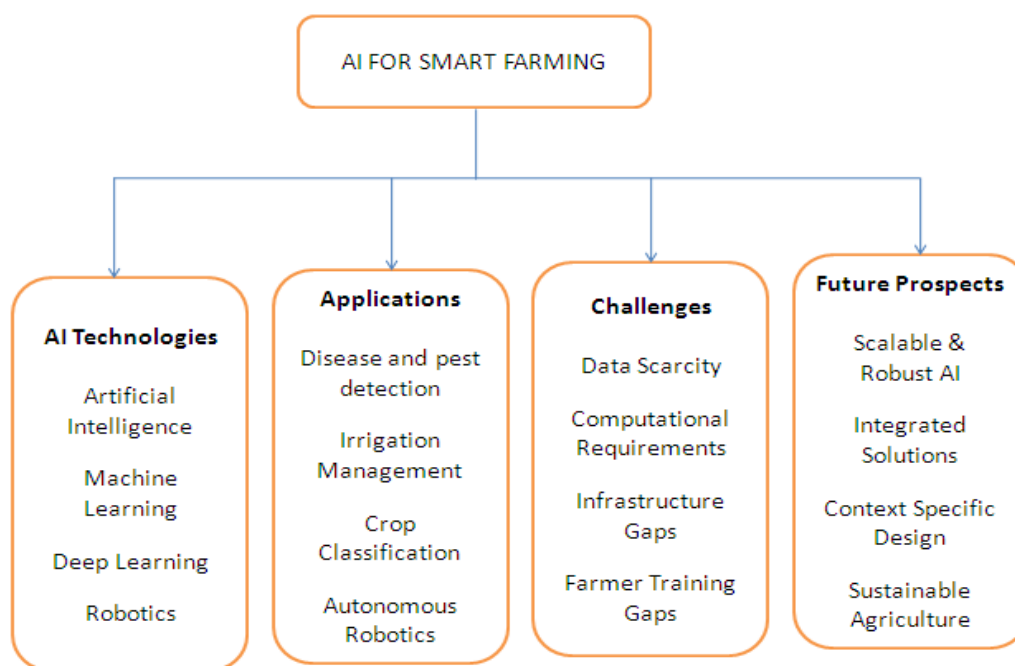 AI FOR SMART FARMING
AI Technologies
Artificial
Intelligence
Machine
Learning
Deep Learning
Robotics
Applications
Disease and pest
detection
Irrigation
Management
Crop
Classification
Autonomous
Robotics
Challenges
Data Scarcity
Computational
Requirements
Infrastructure
Gaps
Farmer Training
Gaps
Future Prospects
Scalable &
Robust AI
Integrated
Solutions
Context Specific
Design
Sustainable
Agriculture